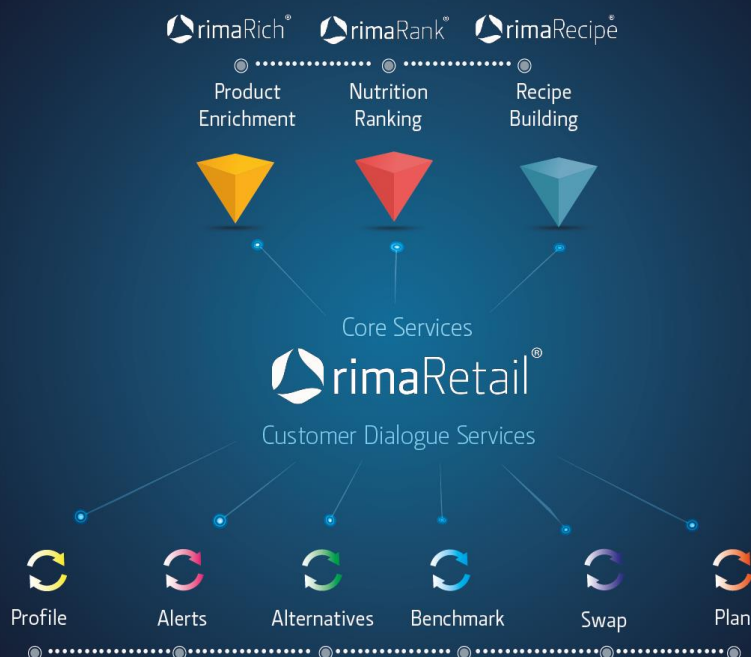 rimaRich® rimaRank® rimaRecipe®
Product Enrichment
Nutrition Ranking
Recipe Building
Core Services
rimaRetail®
Customer Dialogue Services
Profile Alerts Alternatives Benchmark Swap Plan